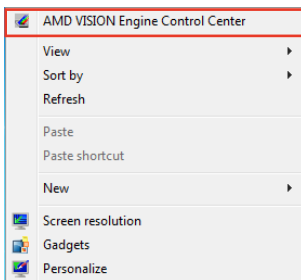 AMD VISION Engine Control Center
View
Sort by
Refresh
Paste
Paste shortcut
New
Screen resolution
Gadgets
Personalize